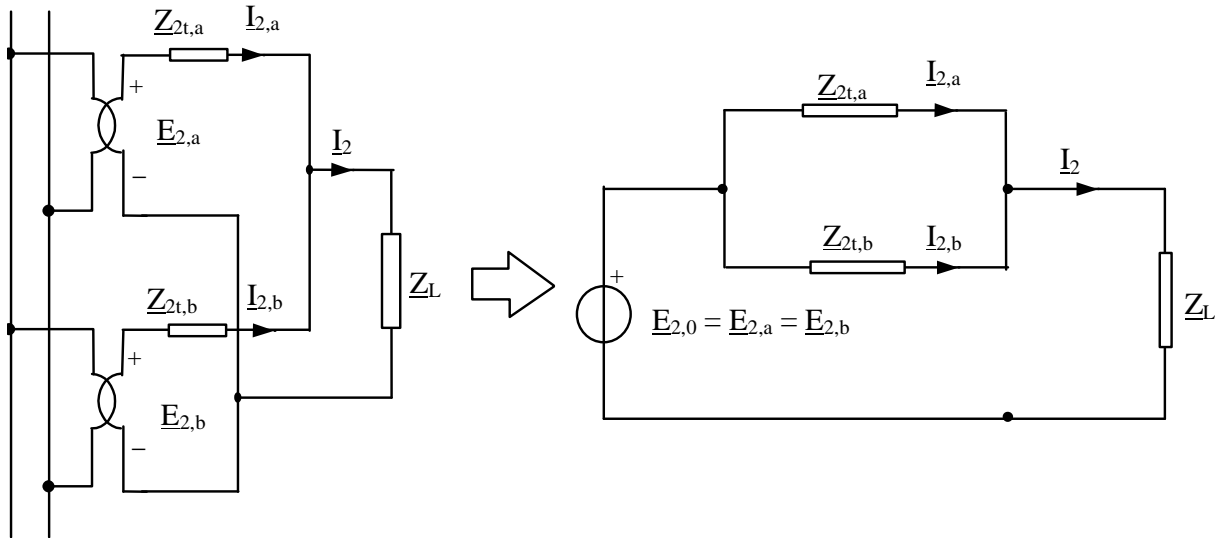 Z2t,a
I2,a
+
E2,a
−
I2
ZL
Z2t,b
I2,b
+
E2,b
−
Z2t,a
I2,a
I2
Z2t,b
I2,b
+
E2,0 = E2,a = E2,b
ZL